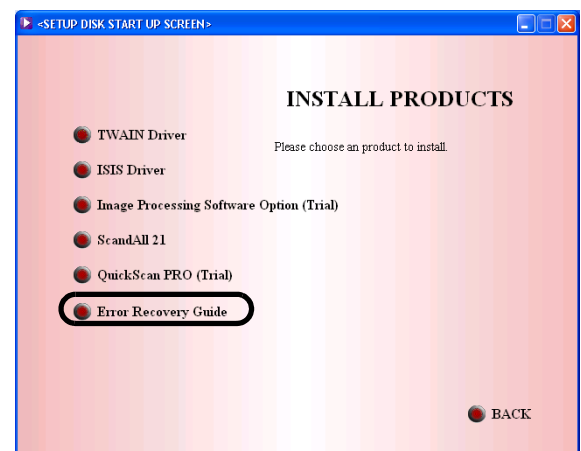 <SETUP DISK START UP SCREEN>
INSTALL PRODUCTS
Please choose an product to install.
TWAIN Driver
ISIS Driver
Image Processing Software Option (Trial)
ScandAll 21
QuickScan PRO (Trial)
Error Recovery Guide
BACK